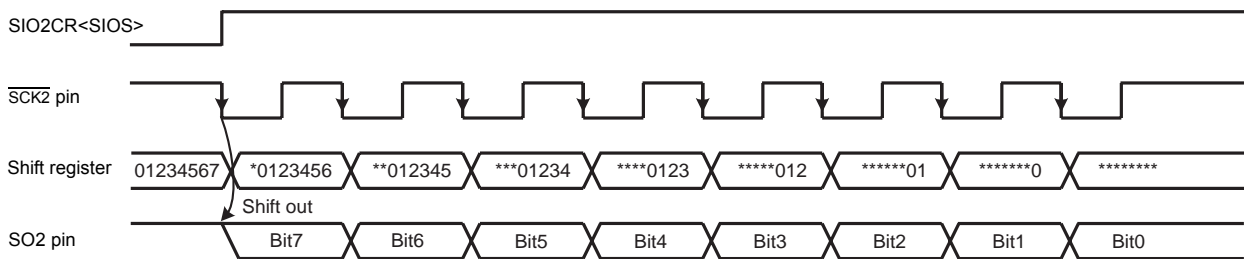 SIO2CR<SIOS>
SCK2 pin
Shift register 01234567 *0123456 **012345 ***01234 ****0123 *****012 ******01 *******0 ********
Shift out
SO2 pin Bit7 Bit6 Bit5 Bit4 Bit3 Bit2 Bit1 Bit0